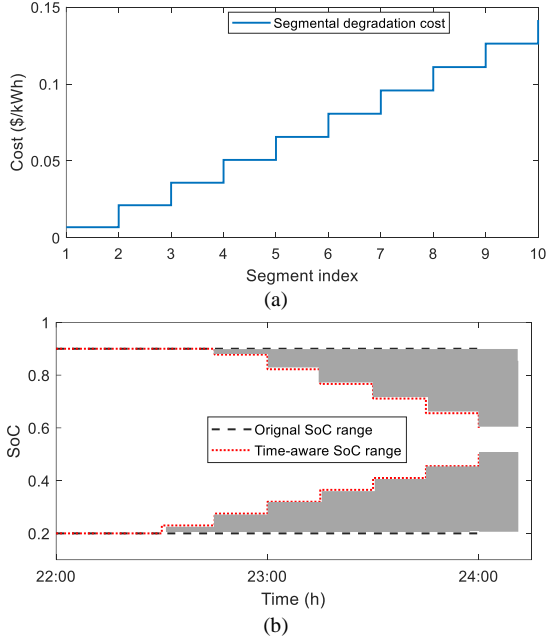 0.15
0.1
0.05
0
Cost ($/kWh)
Segmental degradation cost
1 2 3 4 5 6 7 8 9 10
Segment index
(a)
1
0.8
0.6
0.4
0.2
SoC
Orignal SoC range
Time-aware SoC range
22:00 23:00 24:00
Time (h)
(b)